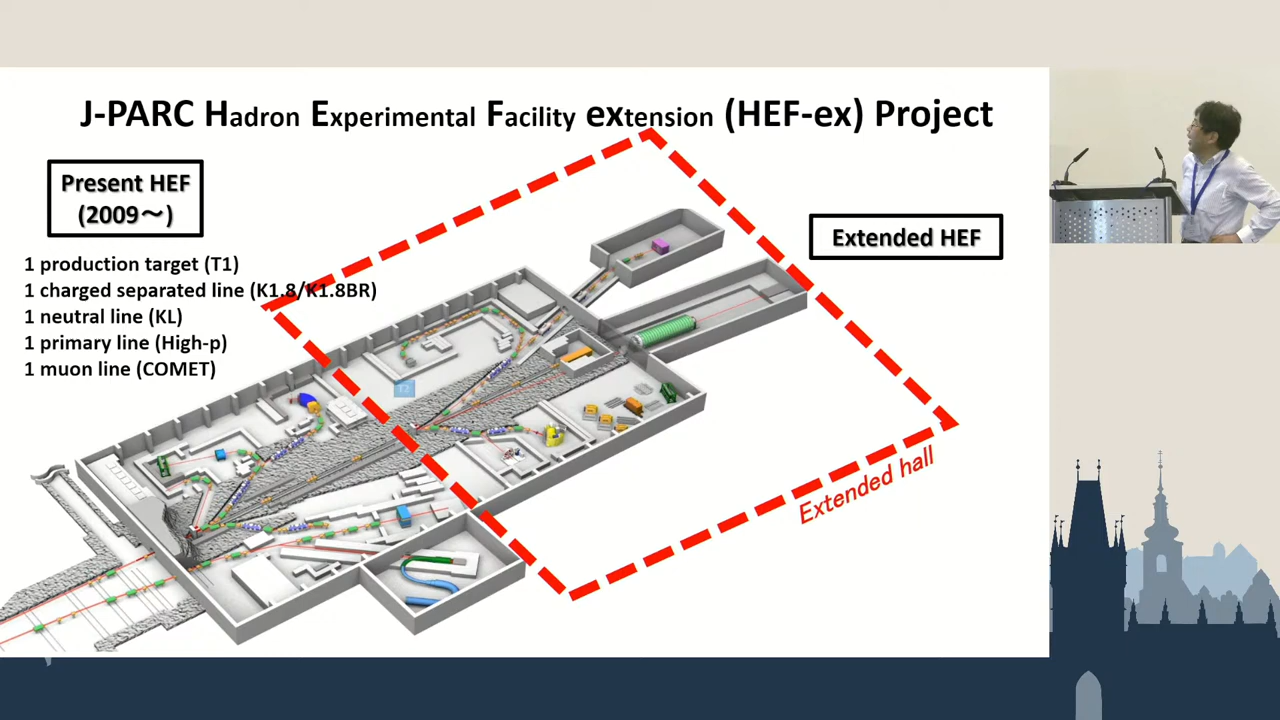 J-PARC Hadron Experimental Facility extension (HEF-ex) Project
Present HEF
(2009～)
1 production target (T1)
1 charged separated line (K1.8/K1.8BR)
1 neutral line (KL)
1 primary line (High-p)
1 muon line (COMET)
Extended HEF
T2
Extended hall